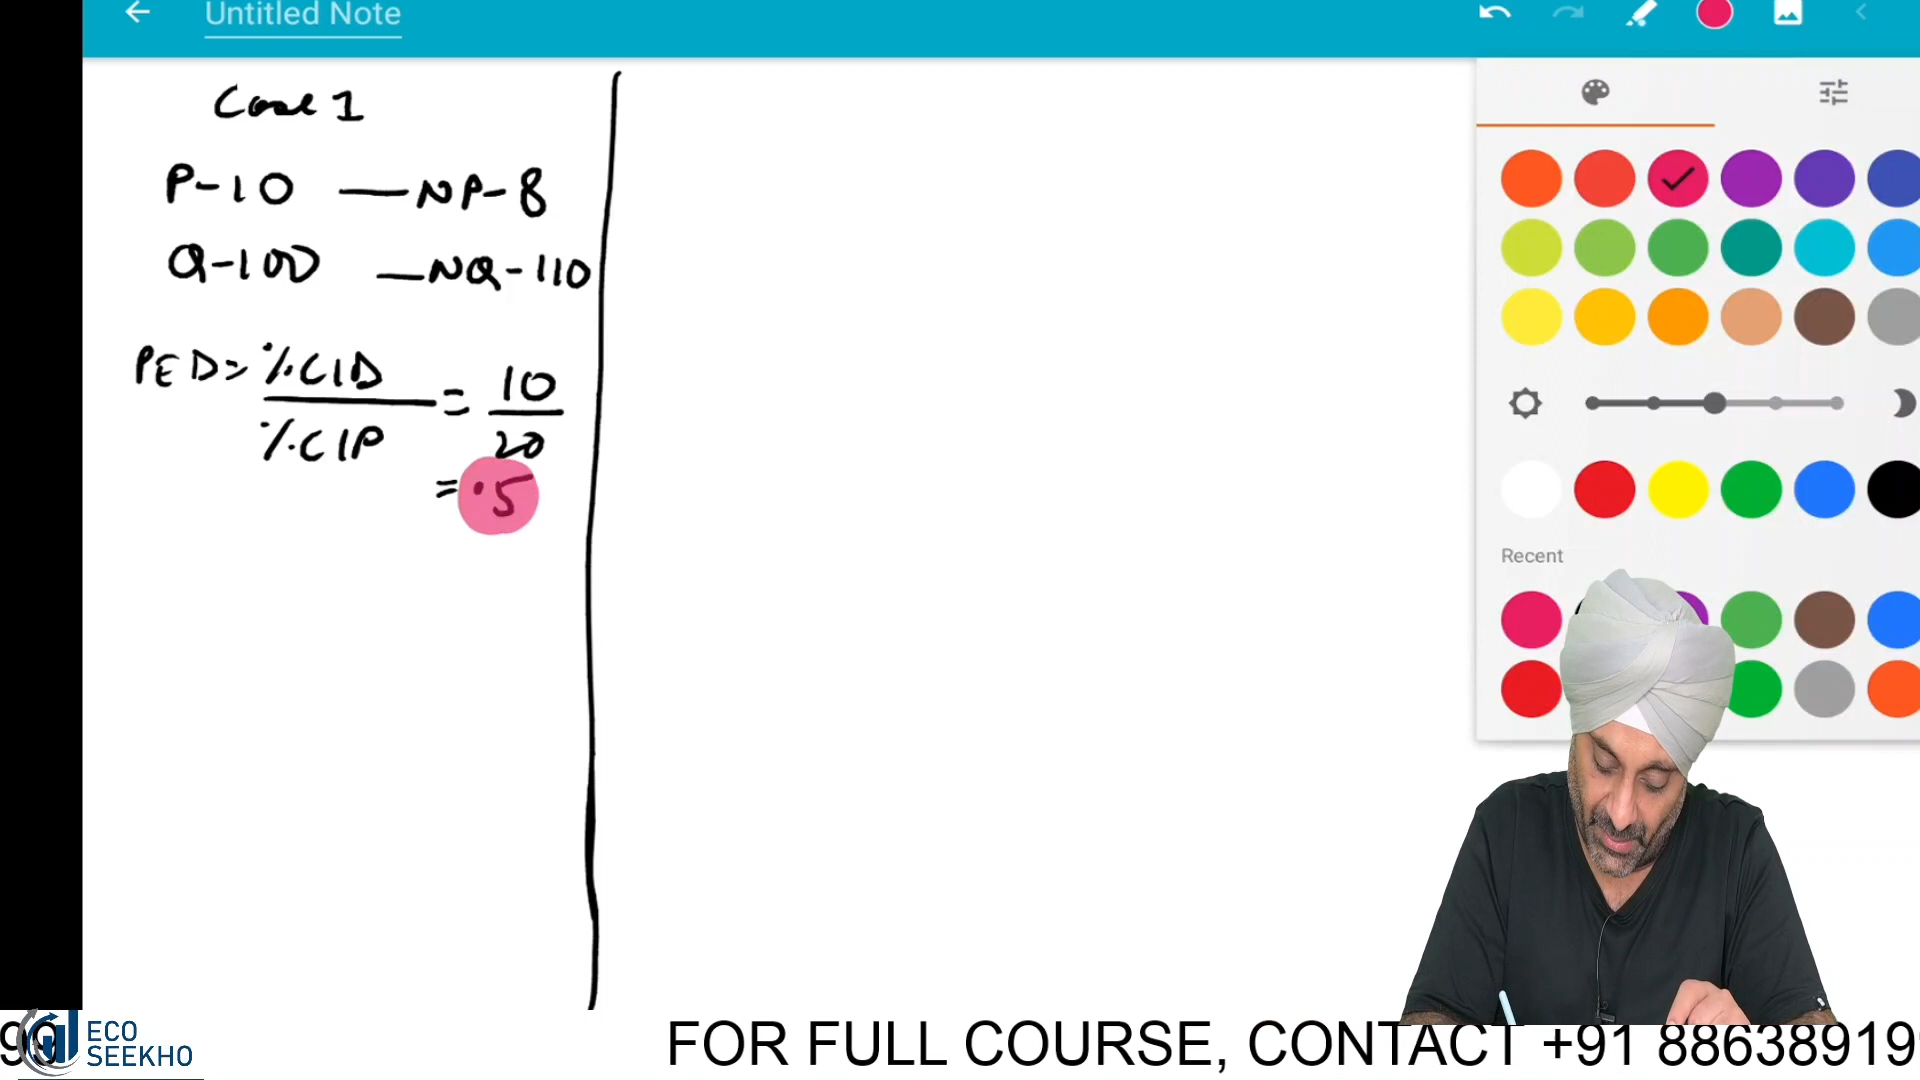 Untitled Note
Case 1
P-10 — NP-8
Q-100 — NQ-110
PED = %CID / %CIP = 10 / 20
= .5
Recent
ECO
SEEKHO
FOR FULL COURSE, CONTACT +91 88638919